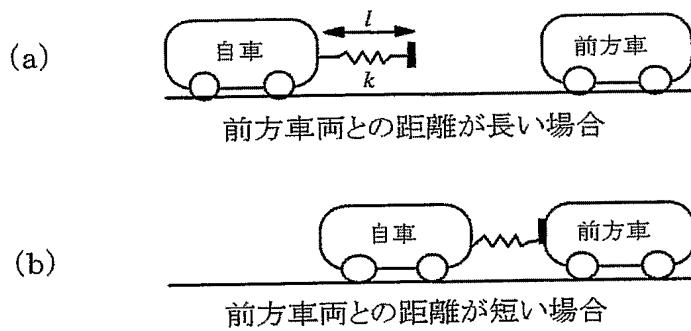 (a)
自車
l
k
前方車
前方車両との距離が長い場合
(b)
自車
前方車
前方車両との距離が短い場合